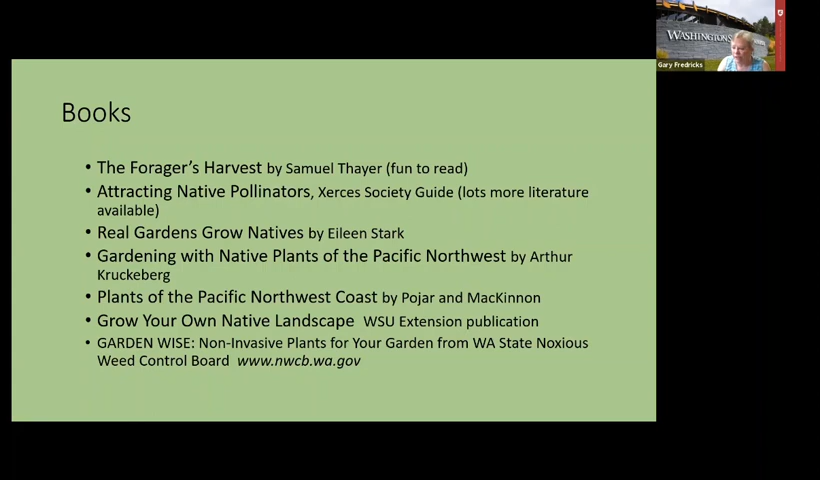 WASHINGTON
Gary Fredricks
Books
• The Forager's Harvest by Samuel Thayer (fun to read)
• Attracting Native Pollinators, Xerces Society Guide (lots more literature
available)
• Real Gardens Grow Natives by Eileen Stark
• Gardening with Native Plants of the Pacific Northwest by Arthur
Kruckeberg
• Plants of the Pacific Northwest Coast by Pojar and MacKinnon
• Grow Your Own Native Landscape WSU Extension publication
• GARDEN WISE: Non-Invasive Plants for Your Garden from WA State Noxious
Weed Control Board www.nwcb.wa.gov